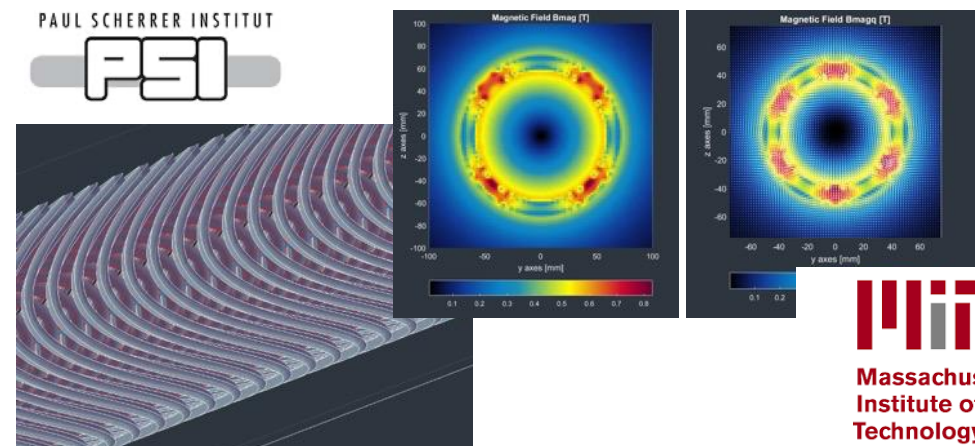 PAUL SCHERRER INSTITUT
PSI
Magnetic Field Bmag [T]
100
80
60
40
20
0
-20
-40
-60
-80
-100
z axes [mm]
-100 -50 0 50 100
y axes [mm]
0.1 0.2 0.3 0.4 0.5 0.6 0.7 0.8
Magnetic Field Bmagq [T]
60
40
20
0
-20
-40
-60
z axes [mm]
-60 -40 -20 0 20 40 60
y axes [mm]
0.1 0.2
MIT
Massachus
Institute of
Technology